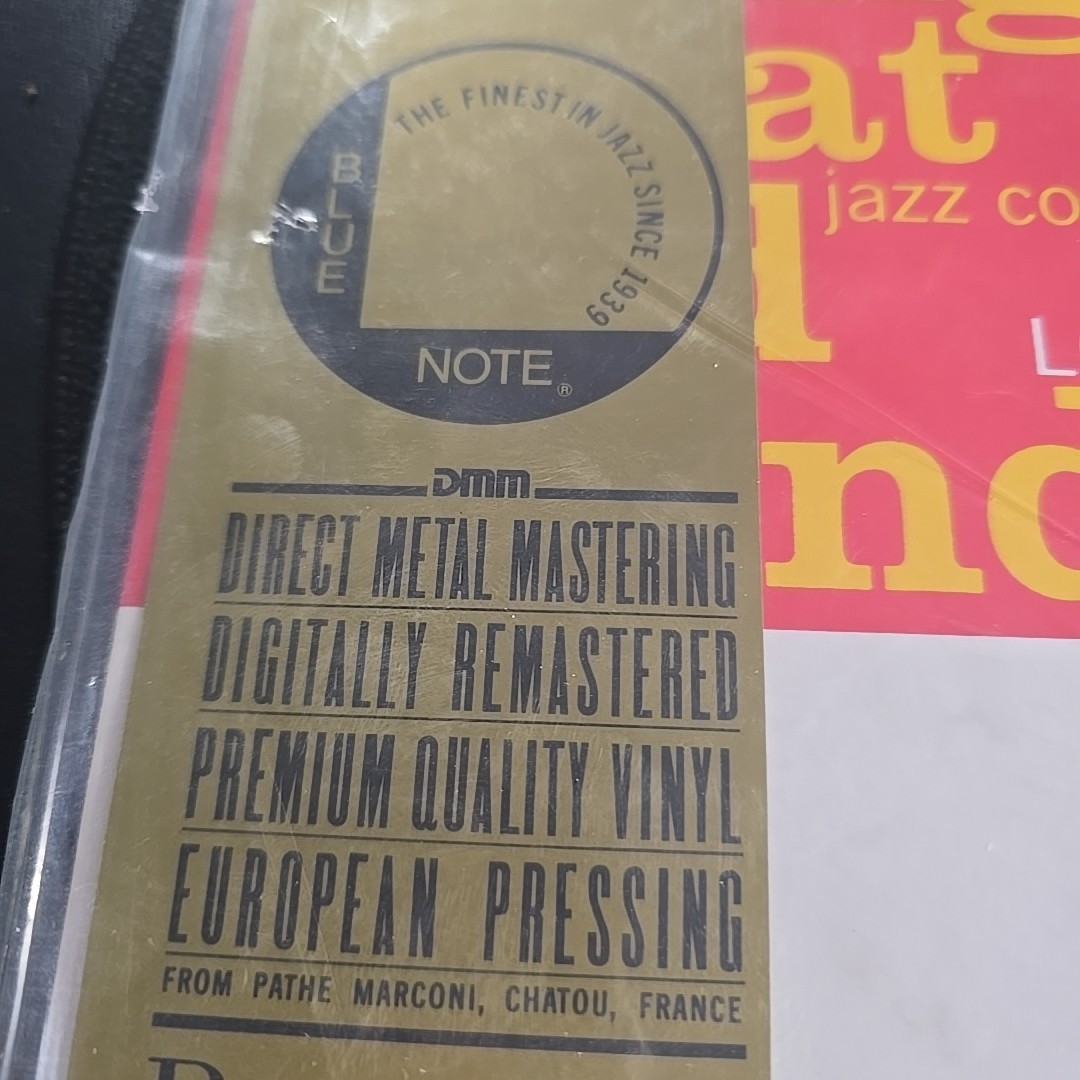 THE FINEST IN JAZZ SINCE 1939
BLUE
NOTE ®
DMM
DIRECT METAL MASTERING
DIGITALLY REMASTERED
PREMIUM QUALITY VINYL
EUROPEAN PRESSING
FROM PATHE MARCONI, CHATOU, FRANCE
at
jazz co